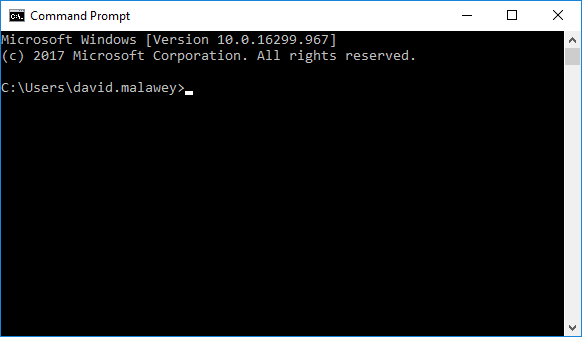 Command Prompt
Microsoft Windows [Version 10.0.16299.967]
(c) 2017 Microsoft Corporation. All rights reserved.
C:\Users\david.malawey>